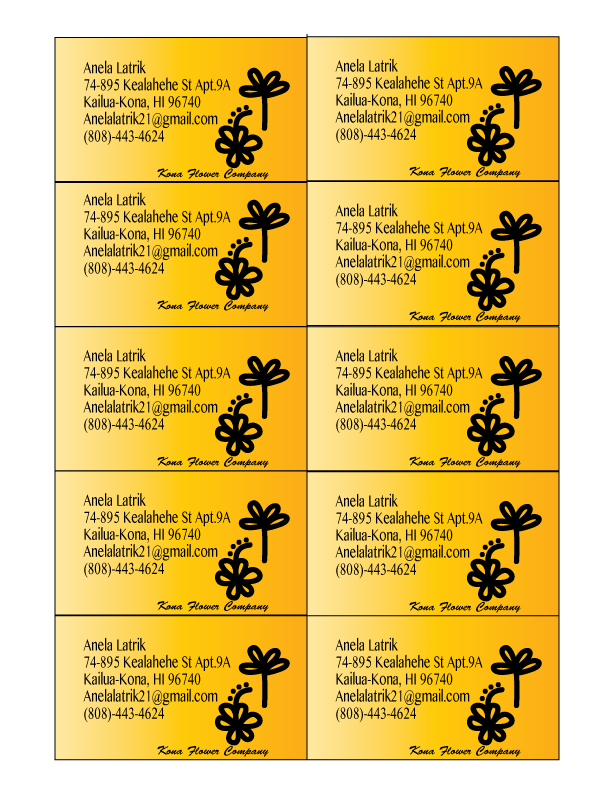 Anela Latrik
74-895 Kealahehe St Apt.9A
Kailua-Kona, HI 96740
Anelalatrik21@gmail.com
(808)-443-4624
Kona Flower Company
Anela Latrik
74-895 Kealahehe St Apt.9A
Kailua-Kona, HI 96740
Anelalatrik21@gmail.com
(808)-443-4624
Kona Flower Company
Anela Latrik
74-895 Kealahehe St Apt.9A
Kailua-Kona, HI 96740
Anelalatrik21@gmail.com
(808)-443-4624
Kona Flower Company
Anela Latrik
74-895 Kealahehe St Apt.9A
Kailua-Kona, HI 96740
Anelalatrik21@gmail.com
(808)-443-4624
Kona Flower Company
Anela Latrik
74-895 Kealahehe St Apt.9A
Kailua-Kona, HI 96740
Anelalatrik21@gmail.com
(808)-443-4624
Kona Flower Company
Anela Latrik
74-895 Kealahehe St Apt.9A
Kailua-Kona, HI 96740
Anelalatrik21@gmail.com
(808)-443-4624
Kona Flower Company
Anela Latrik
74-895 Kealahehe St Apt.9A
Kailua-Kona, HI 96740
Anelalatrik21@gmail.com
(808)-443-4624
Kona Flower Company
Anela Latrik
74-895 Kealahehe St Apt.9A
Kailua-Kona, HI 96740
Anelalatrik21@gmail.com
(808)-443-4624
Kona Flower Company
Anela Latrik
74-895 Kealahehe St Apt.9A
Kailua-Kona, HI 96740
Anelalatrik21@gmail.com
(808)-443-4624
Kona Flower Company
Anela Latrik
74-895 Kealahehe St Apt.9A
Kailua-Kona, HI 96740
Anelalatrik21@gmail.com
(808)-443-4624
Kona Flower Company